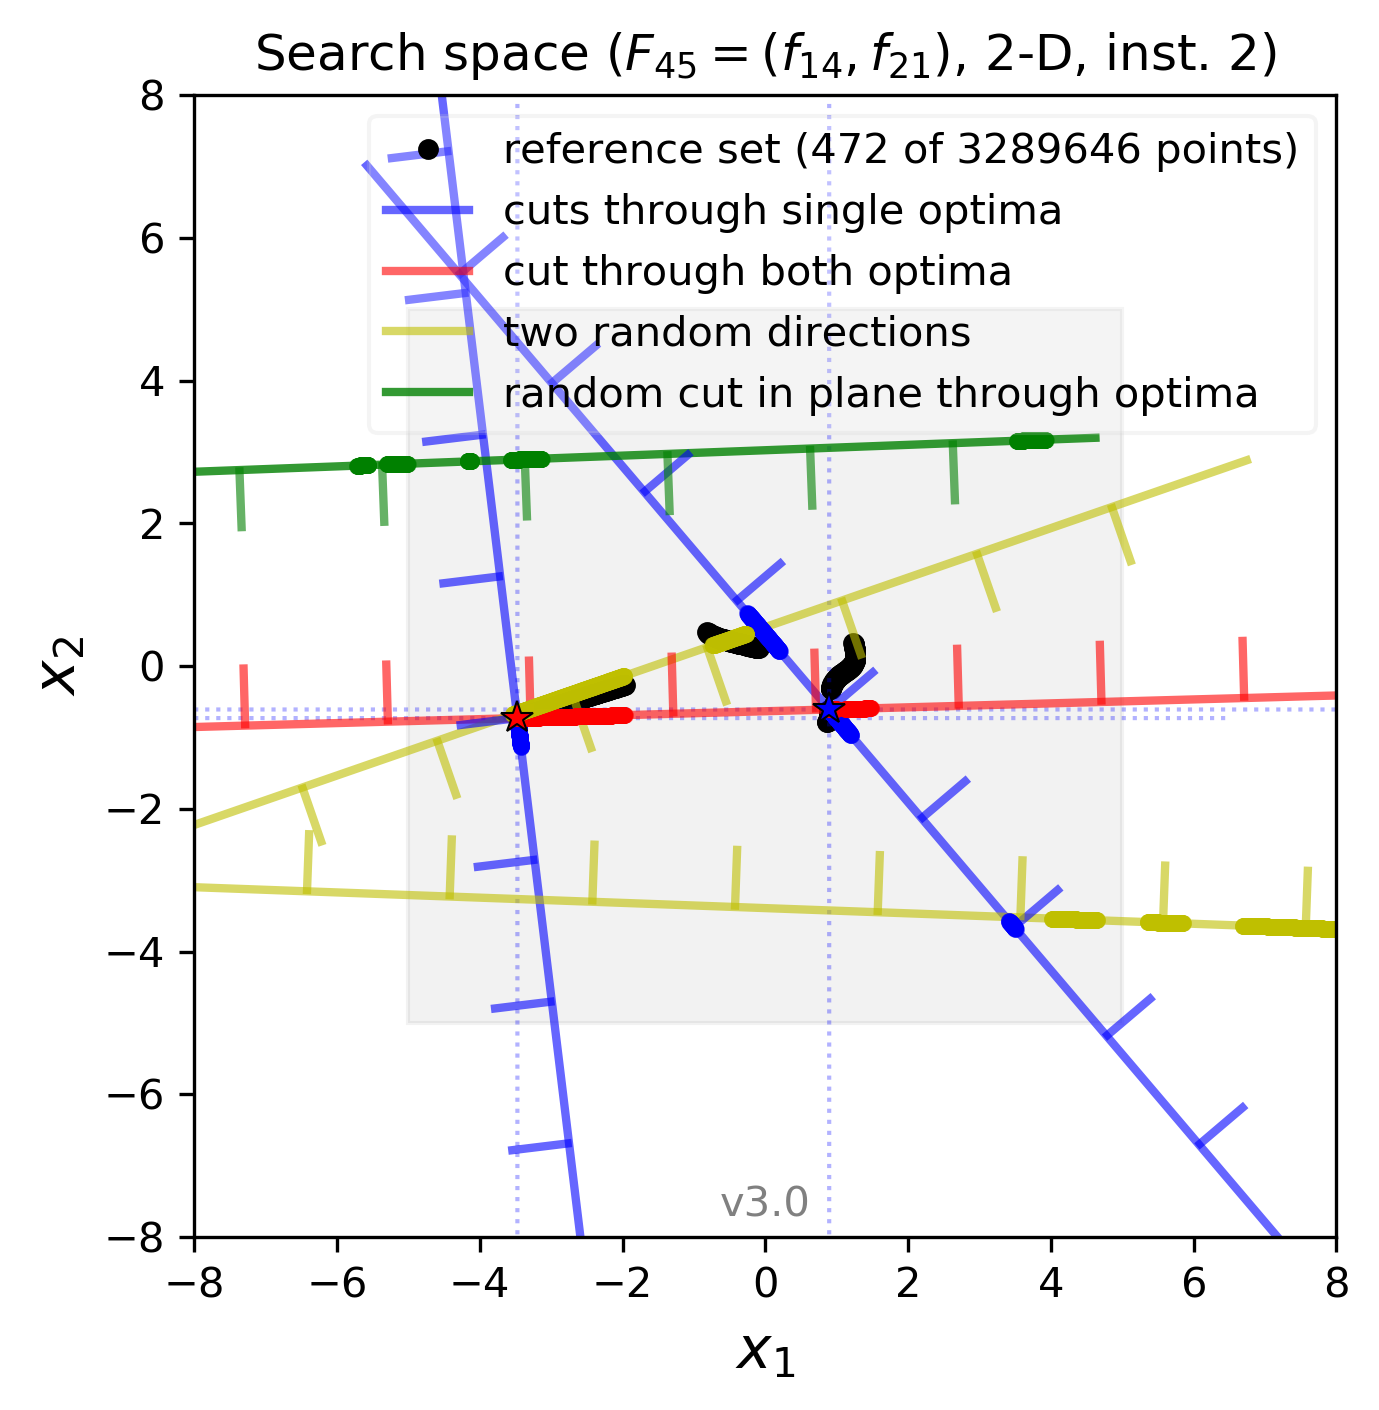 Search space (F₄₅ = (f₁₄, f₂₁), 2-D, inst. 2)
8
6
4
2
0
−2
−4
−6
−8
x₂
reference set (472 of 3289646 points)
cuts through single optima
cut through both optima
two random directions
random cut in plane through optima
v3.0
−8 −6 −4 −2 0 2 4 6 8
x₁